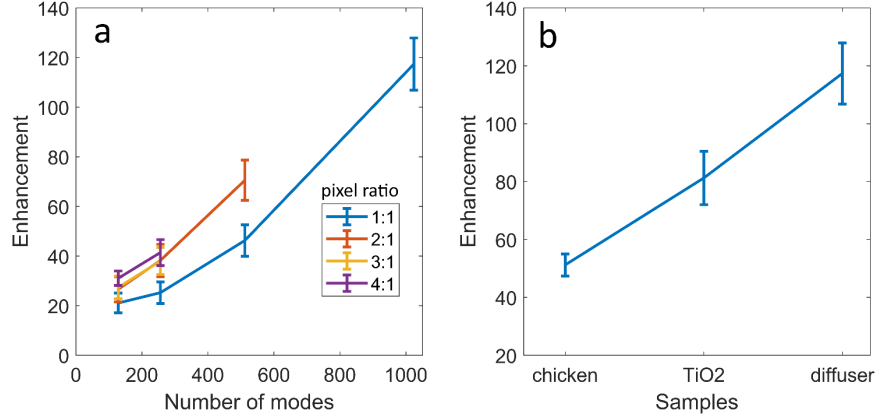 a
140
120
100
80
60
40
20
0
Enhancement
0 200 400 600 800 1000
Number of modes
pixel ratio
1:1
2:1
3:1
4:1
b
140
120
100
80
60
40
20
Enhancement
chicken TiO2 diffuser
Samples